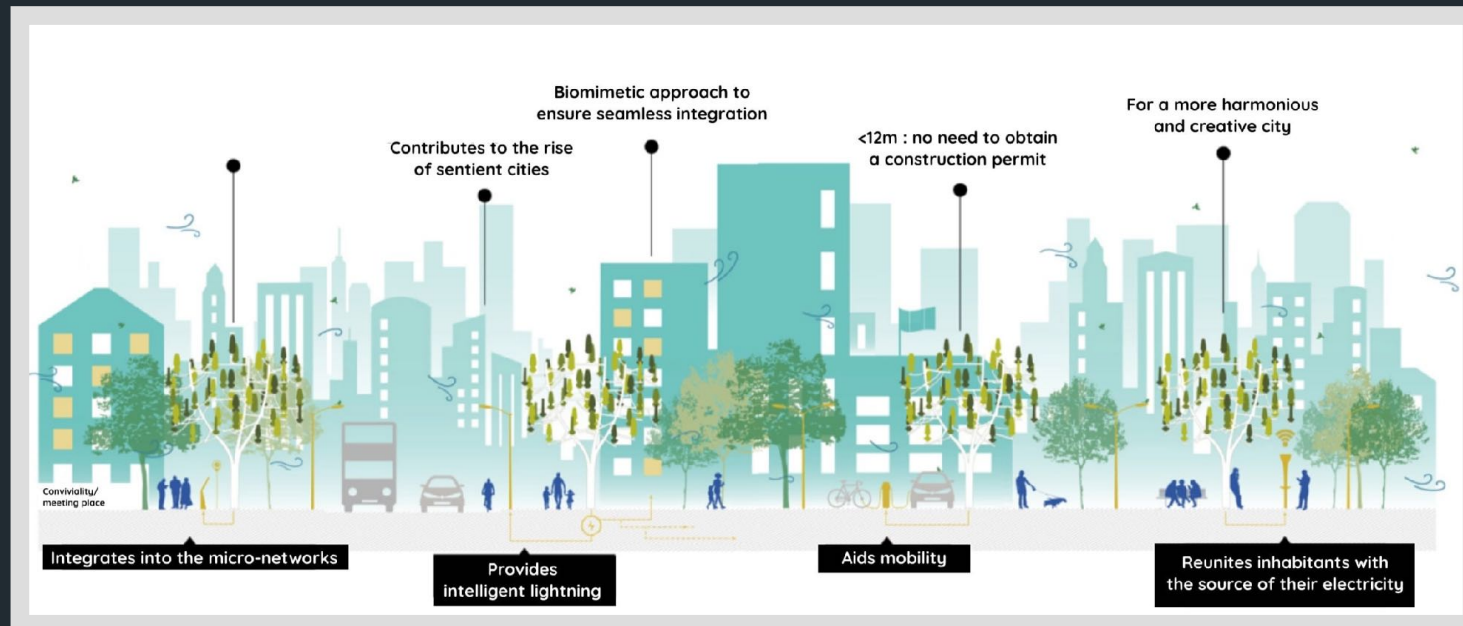 Biomimetic approach to
ensure seamless integration
For a more harmonious
and creative city
Contributes to the rise
of sentient cities
<12m : no need to obtain
a construction permit
Conviviality/
meeting place
Integrates into the micro-networks
Provides
intelligent lightning
Aids mobility
Reunites inhabitants with
the source of their electricity